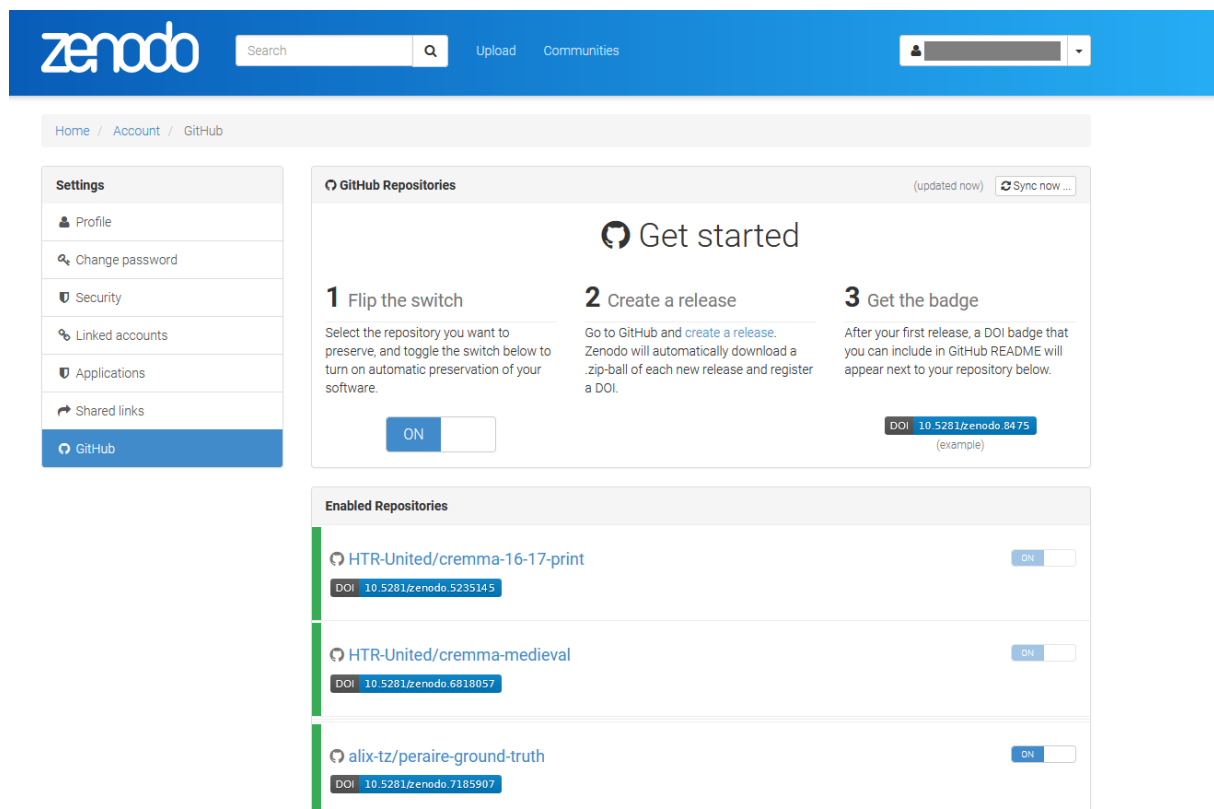 zenodo
Search
Upload
Communities
Home / Account / GitHub
Settings
Profile
Change password
Security
Linked accounts
Applications
Shared links
GitHub
GitHub Repositories
(updated now)
Sync now ...
Get started
1 Flip the switch
Select the repository you want to
preserve, and toggle the switch below to
turn on automatic preservation of your
software.
ON
2 Create a release
Go to GitHub and create a release.
Zenodo will automatically download a
.zip-ball of each new release and register
a DOI.
3 Get the badge
After your first release, a DOI badge that
you can include in GitHub README will
appear next to your repository below.
DOI 10.5281/zenodo.8475
(example)
Enabled Repositories
HTR-United/cremma-16-17-print
ON
DOI 10.5281/zenodo.5235145
HTR-United/cremma-medieval
ON
DOI 10.5281/zenodo.6818057
alix-tz/peraire-ground-truth
ON
DOI 10.5281/zenodo.7185907